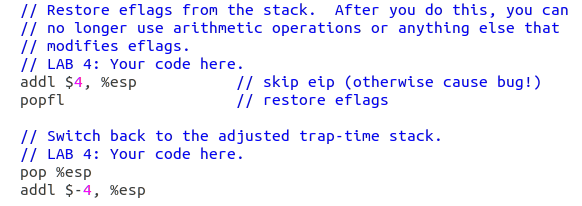 // Restore eflags from the stack.  After you do this, you can
// no longer use arithmetic operations or anything else that
// modifies eflags.
// LAB 4: Your code here.
addl $4, %esp           // skip eip (otherwise cause bug!)
popfl                   // restore eflags

// Switch back to the adjusted trap-time stack.
// LAB 4: Your code here.
pop %esp
addl $-4, %esp